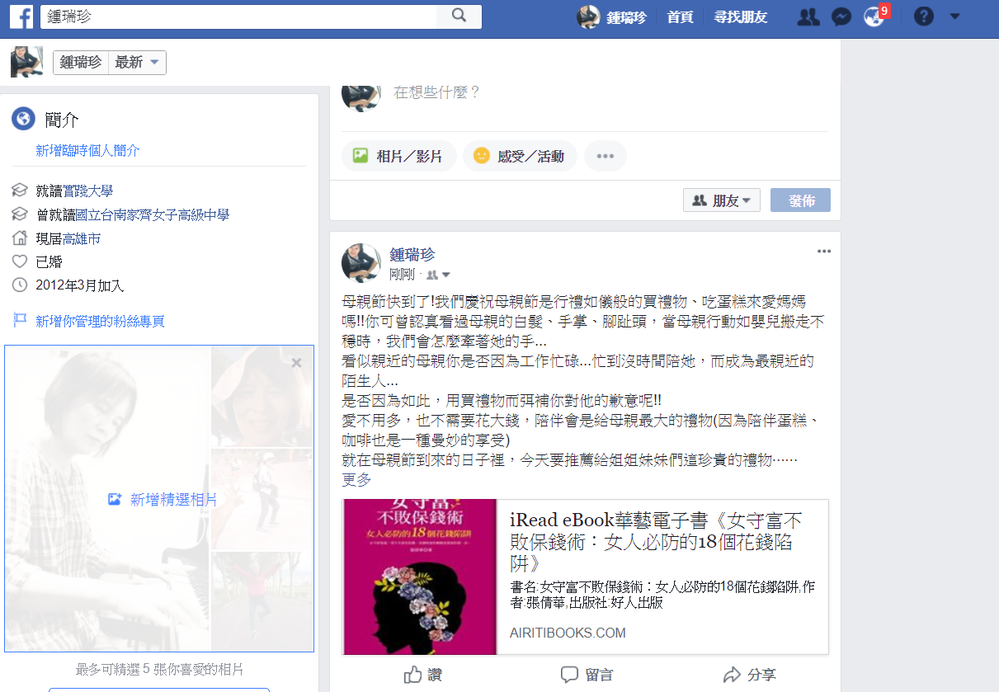 鍾瑞珍
鍾瑞珍 首頁 尋找朋友 9
鍾瑞珍 最新
簡介
新增臨時個人簡介
就讀實踐大學
曾就讀國立台南家齊女子高級中學
現居高雄市
已婚
2012年3月加入
新增你管理的粉絲專頁
新增精選相片
最多可精選 5 張你喜愛的相片
在想些什麼？
相片／影片 感受／活動
朋友 發佈
鍾瑞珍
剛剛 ·
母親節快到了!我們慶祝母親節是行禮如儀般的買禮物、吃蛋糕來愛媽媽
嗎!!你可曾認真看過母親的白髮、手掌、腳趾頭，當母親行動如嬰兒搬走不
穩時，我們會怎麼牽著她的手...
看似親近的母親你是否因為工作忙碌...忙到沒時間陪她，而成為最親近的
陌生人...
是否因為如此，用買禮物而弭補你對他的歉意呢!!
愛不用多，也不需要花大錢，陪伴會是給母親最大的禮物(因為陪伴蛋糕、
咖啡也是一種曼妙的享受)
就在母親節到來的日子裡，今天要推薦給姐姐妹妹們這珍貴的禮物⋯⋯
更多
女守富
不敗保錢術
女人必防的18個花錢陷阱
iRead eBook華藝電子書《女守富不
敗保錢術：女人必防的18個花錢陷
阱》
書名:女守富不敗保錢術：女人必防的18個花錢陷阱,作
者:張倩華,出版社:好人出版
AIRITIBOOKS.COM
讚 留言 分享